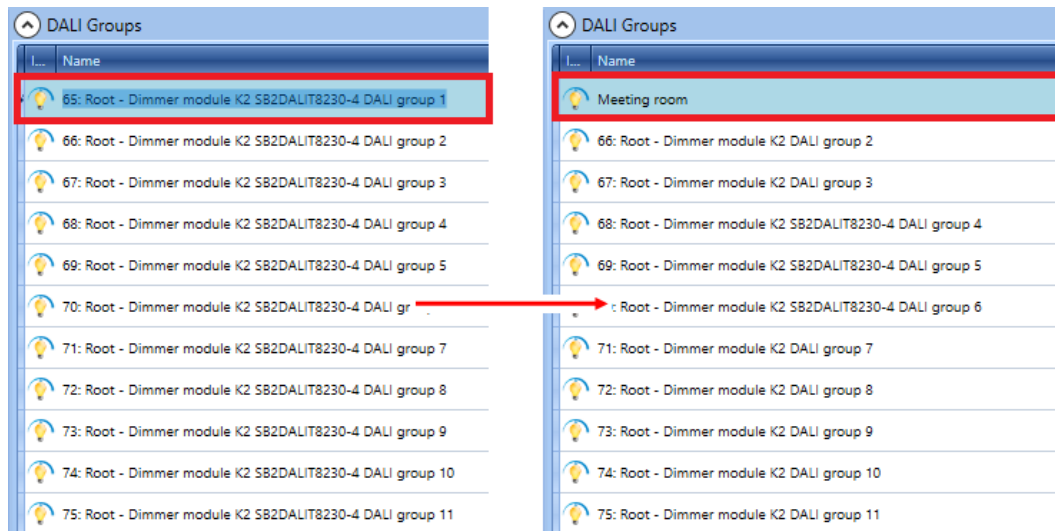 DALI Groups
I... Name
65: Root - Dimmer module K2 SB2DALIT8230-4 DALI group 1
66: Root - Dimmer module K2 SB2DALIT8230-4 DALI group 2
67: Root - Dimmer module K2 SB2DALIT8230-4 DALI group 3
68: Root - Dimmer module K2 SB2DALIT8230-4 DALI group 4
69: Root - Dimmer module K2 SB2DALIT8230-4 DALI group 5
70: Root - Dimmer module K2 SB2DALIT8230-4 DALI gr
71: Root - Dimmer module K2 SB2DALIT8230-4 DALI group 7
72: Root - Dimmer module K2 SB2DALIT8230-4 DALI group 8
73: Root - Dimmer module K2 SB2DALIT8230-4 DALI group 9
74: Root - Dimmer module K2 SB2DALIT8230-4 DALI group 10
75: Root - Dimmer module K2 SB2DALIT8230-4 DALI group 11
DALI Groups
I... Name
Meeting room
66: Root - Dimmer module K2 DALI group 2
67: Root - Dimmer module K2 DALI group 3
68: Root - Dimmer module K2 SB2DALIT8230-4 DALI group 4
69: Root - Dimmer module K2 SB2DALIT8230-4 DALI group 5
: Root - Dimmer module K2 SB2DALIT8230-4 DALI group 6
71: Root - Dimmer module K2 DALI group 7
72: Root - Dimmer module K2 DALI group 8
73: Root - Dimmer module K2 DALI group 9
74: Root - Dimmer module K2 DALI group 10
75: Root - Dimmer module K2 DALI group 11